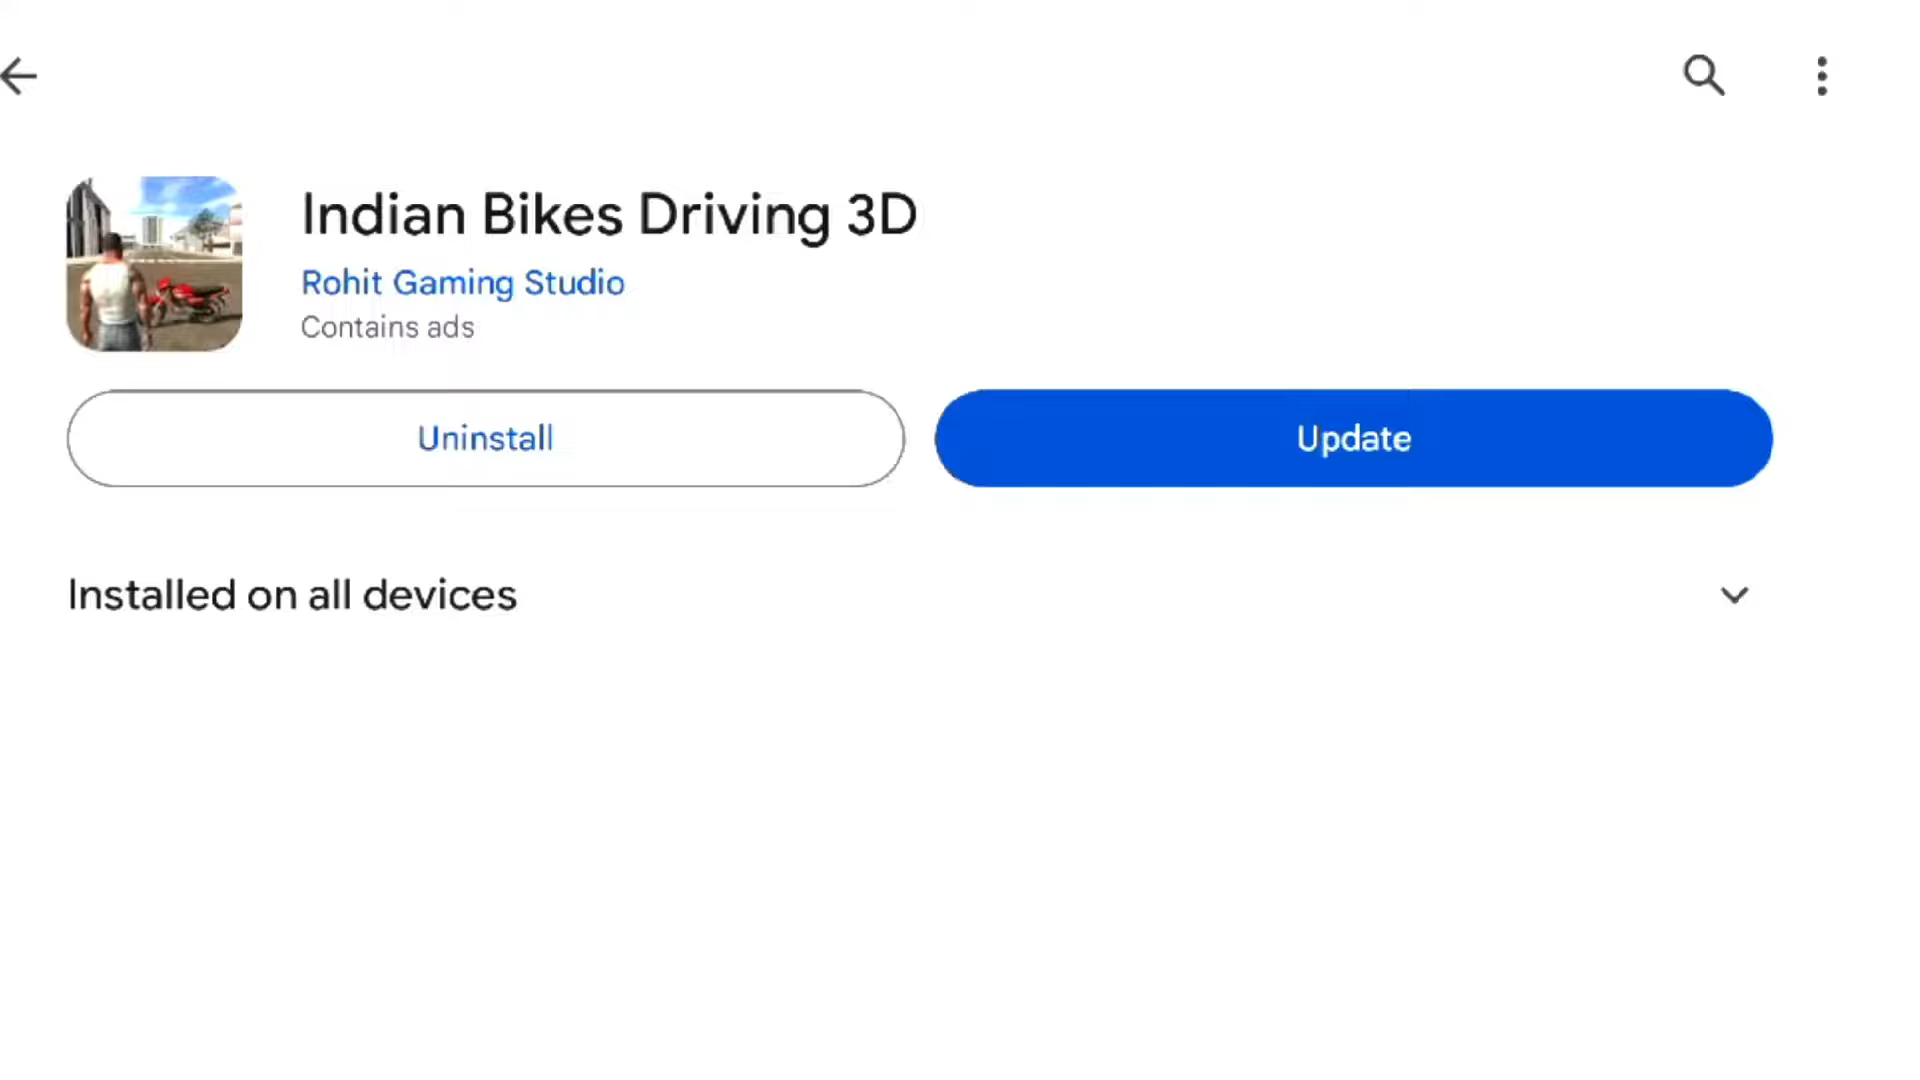 Indian Bikes Driving 3D
Rohit Gaming Studio
Contains ads
Uninstall
Update
Installed on all devices